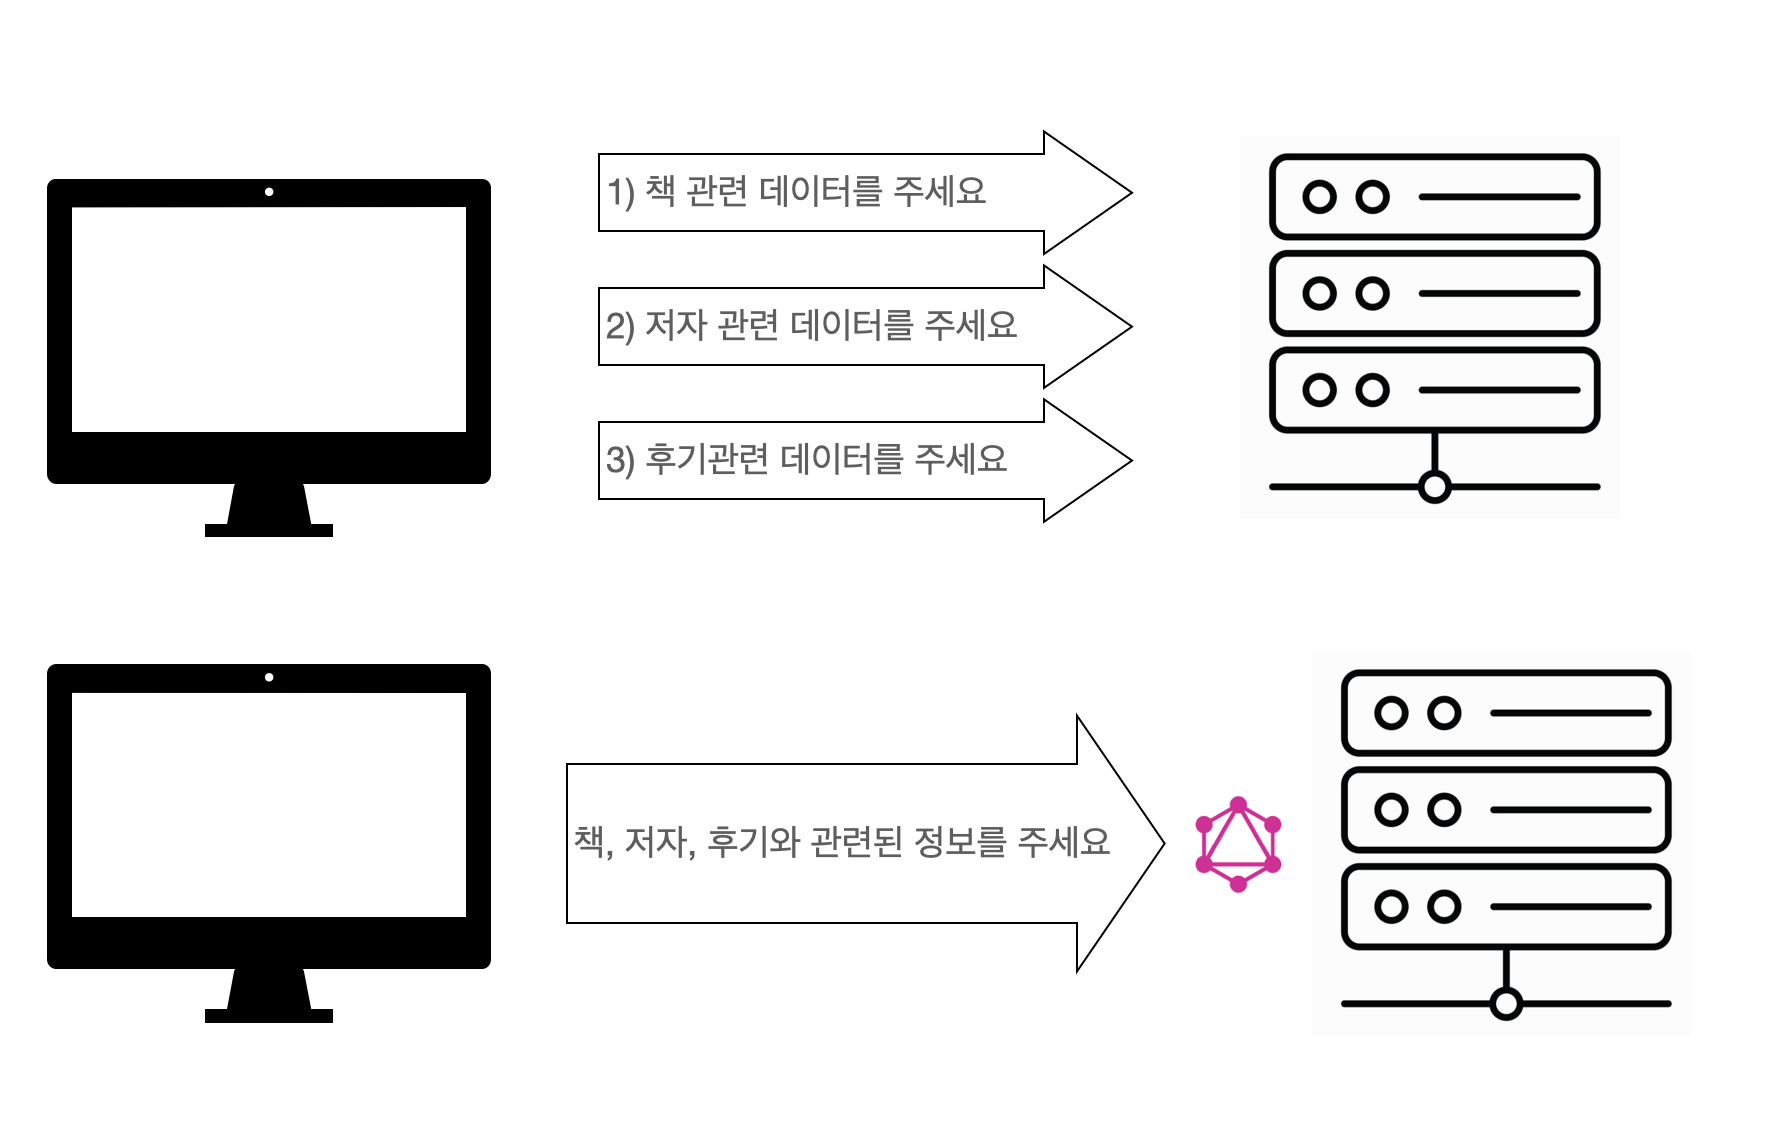 1) 책 관련 데이터를 주세요
2) 저자 관련 데이터를 주세요
3) 후기관련 데이터를 주세요
책, 저자, 후기와 관련된 정보를 주세요